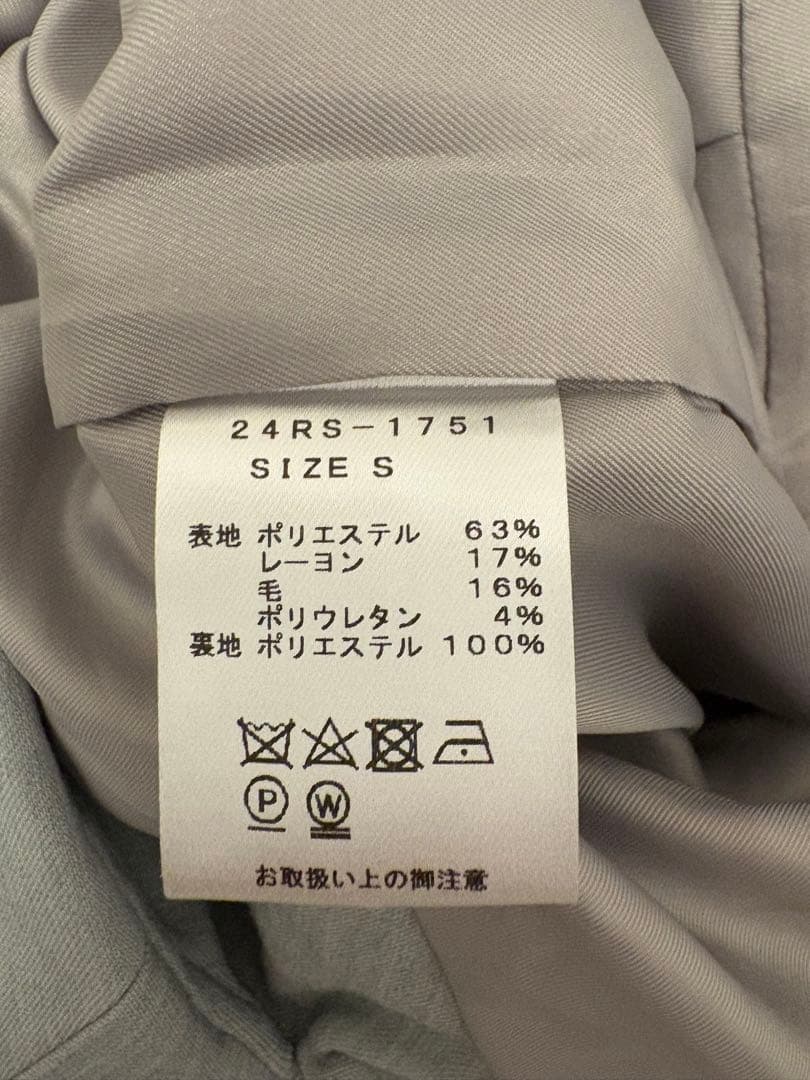 24RS-1751
SIZE S
表地 ポリエステル 63%
レーヨン 17%
毛 16%
ポリウレタン 4%
裏地 ポリエステル 100%
P W
お取扱い上の御注意